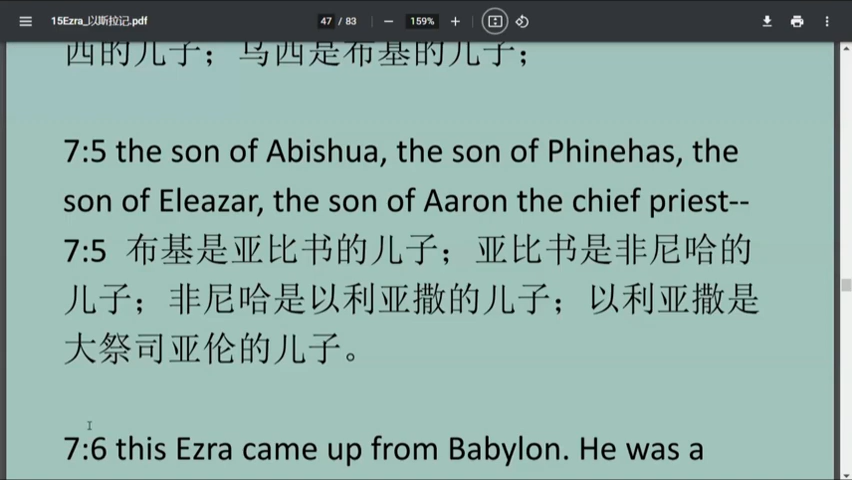 15Ezra_以斯拉记.pdf
47 / 83
159%
西的儿子；乌西是布基的儿子；
7:5 the son of Abishua, the son of Phinehas, the
son of Eleazar, the son of Aaron the chief priest--
7:5 布基是亚比书的儿子；亚比书是非尼哈的
儿子；非尼哈是以利亚撒的儿子；以利亚撒是
大祭司亚伦的儿子。
7:6 this Ezra came up from Babylon. He was a